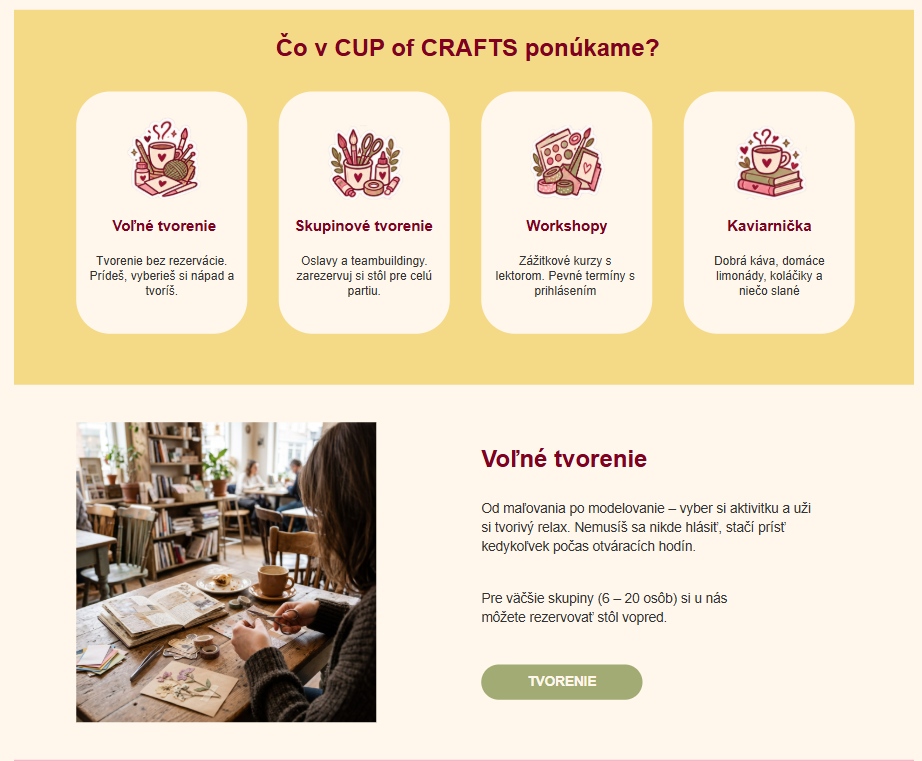 Čo v CUP of CRAFTS ponúkame?
Voľné tvorenie
Tvorenie bez rezervácie.
Prídeš, vyberieš si nápad a
tvoríš.
Skupinové tvorenie
Oslavy a teambuildingy.
zarezervuj si stôl pre celú
partiu.
Workshopy
Zážitkové kurzy s
lektorom. Pevné termíny s
prihlásením
Kaviarnička
Dobrá káva, domáce
limonády, koláčiky a
niečo slané
Voľné tvorenie
Od maľovania po modelovanie – vyber si aktivitku a uži
si tvorivý relax. Nemusíš sa nikde hlásiť, stačí prísť
kedykoľvek počas otváracích hodín.
Pre väčšie skupiny (6 – 20 osôb) si u nás
môžete rezervovať stôl vopred.
TVORENIE